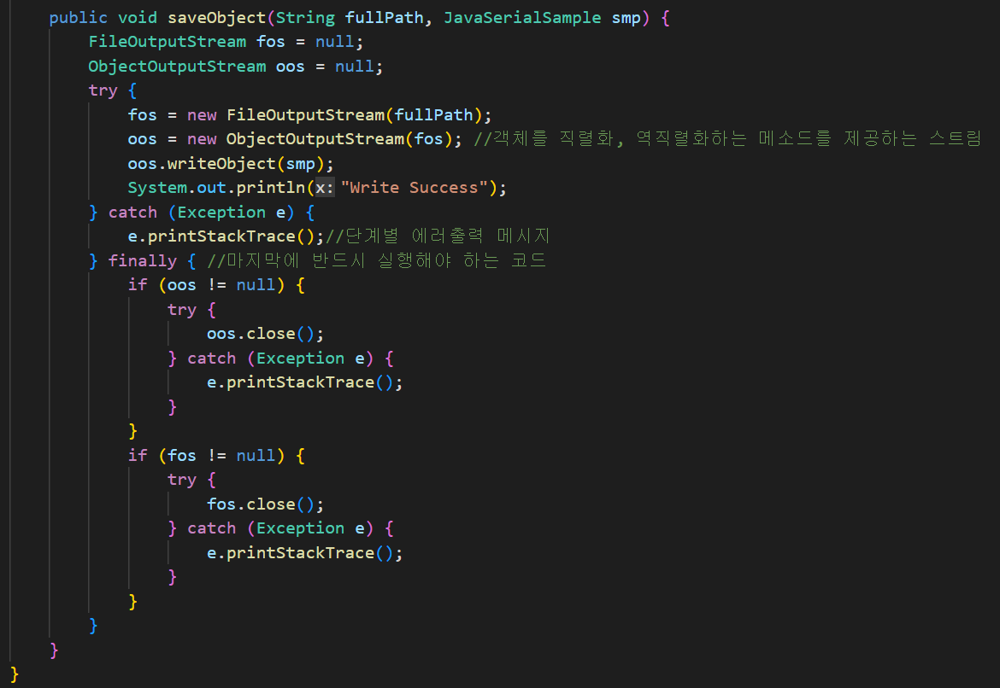 public void saveObject(String fullPath, JavaSerialSample smp) {
FileOutputStream fos = null;
ObjectOutputStream oos = null;
try {
fos = new FileOutputStream(fullPath);
oos = new ObjectOutputStream(fos); //객체를 직렬화, 역직렬화하는 메소드를 제공하는 스트림
oos.writeObject(smp);
System.out.println(x: "Write Success");
} catch (Exception e) {
e.printStackTrace();//단계별 에러출력 메시지
} finally { //마지막에 반드시 실행해야 하는 코드
if (oos != null) {
try {
oos.close();
} catch (Exception e) {
e.printStackTrace();
}
}
if (fos != null) {
try {
fos.close();
} catch (Exception e) {
e.printStackTrace();
}
}
}
}
}